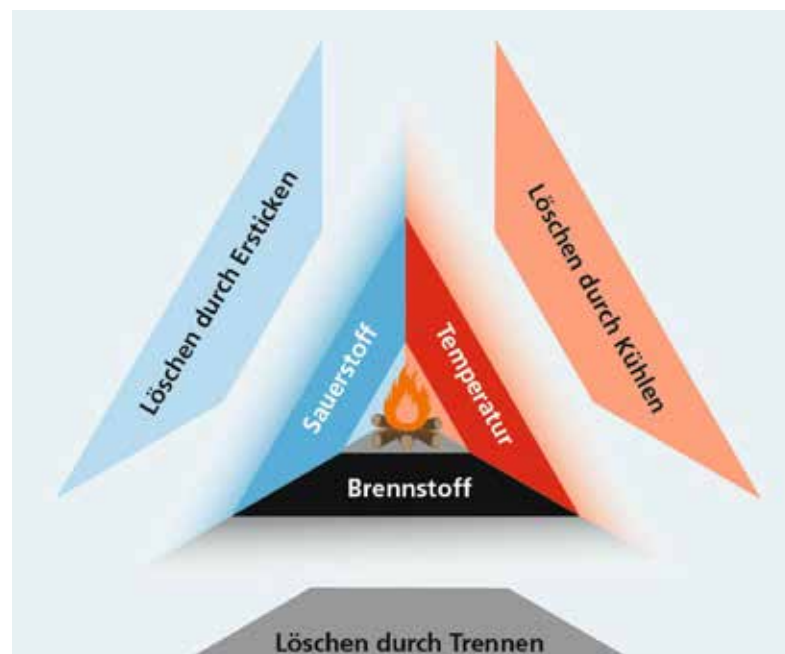 Löschen durch Ersticken
Löschen durch Kühlen
Sauerstoff
Temperatur
Brennstoff
Löschen durch Trennen